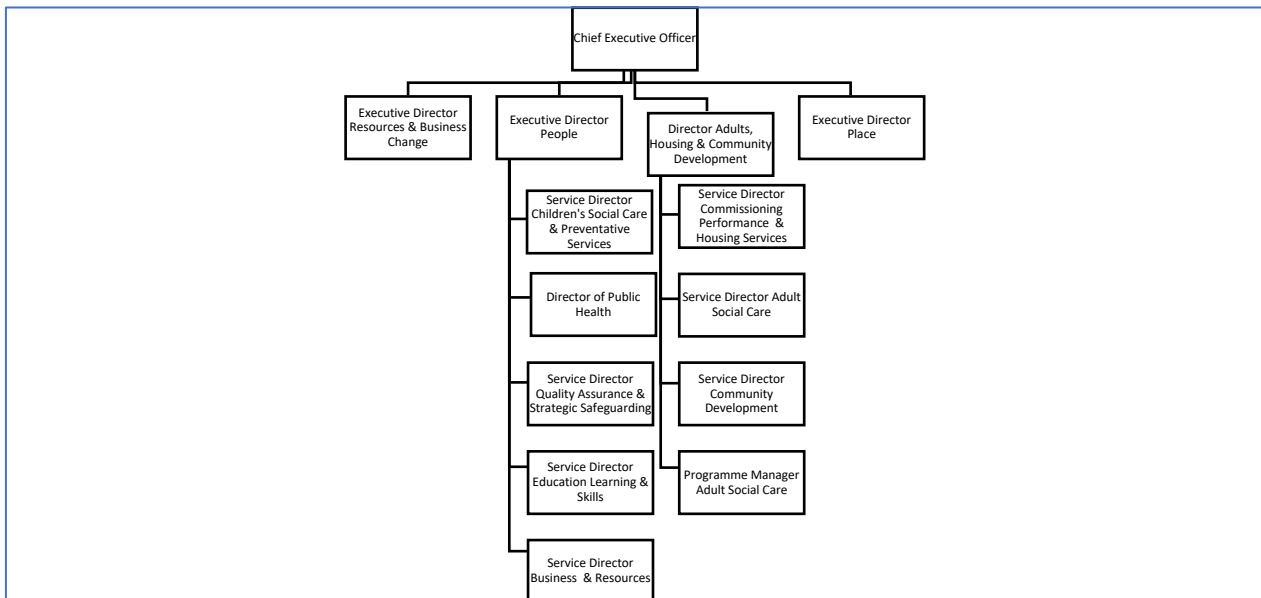 Chief Executive Officer
Executive Director
Resources & Business
Change
Executive Director
People
Director Adults,
Housing & Community
Development
Executive Director
Place
Service Director
Children's Social Care
& Preventative
Services
Service Director
Commissioning
Performance & 
Housing Services
Director of Public
Health
Service Director Adult
Social Care
Service Director
Quality Assurance &
Strategic Safeguarding
Service Director
Community
Development
Service Director
Education Learning &
Skills
Programme Manager
Adult Social Care
Service Director
Business & Resources